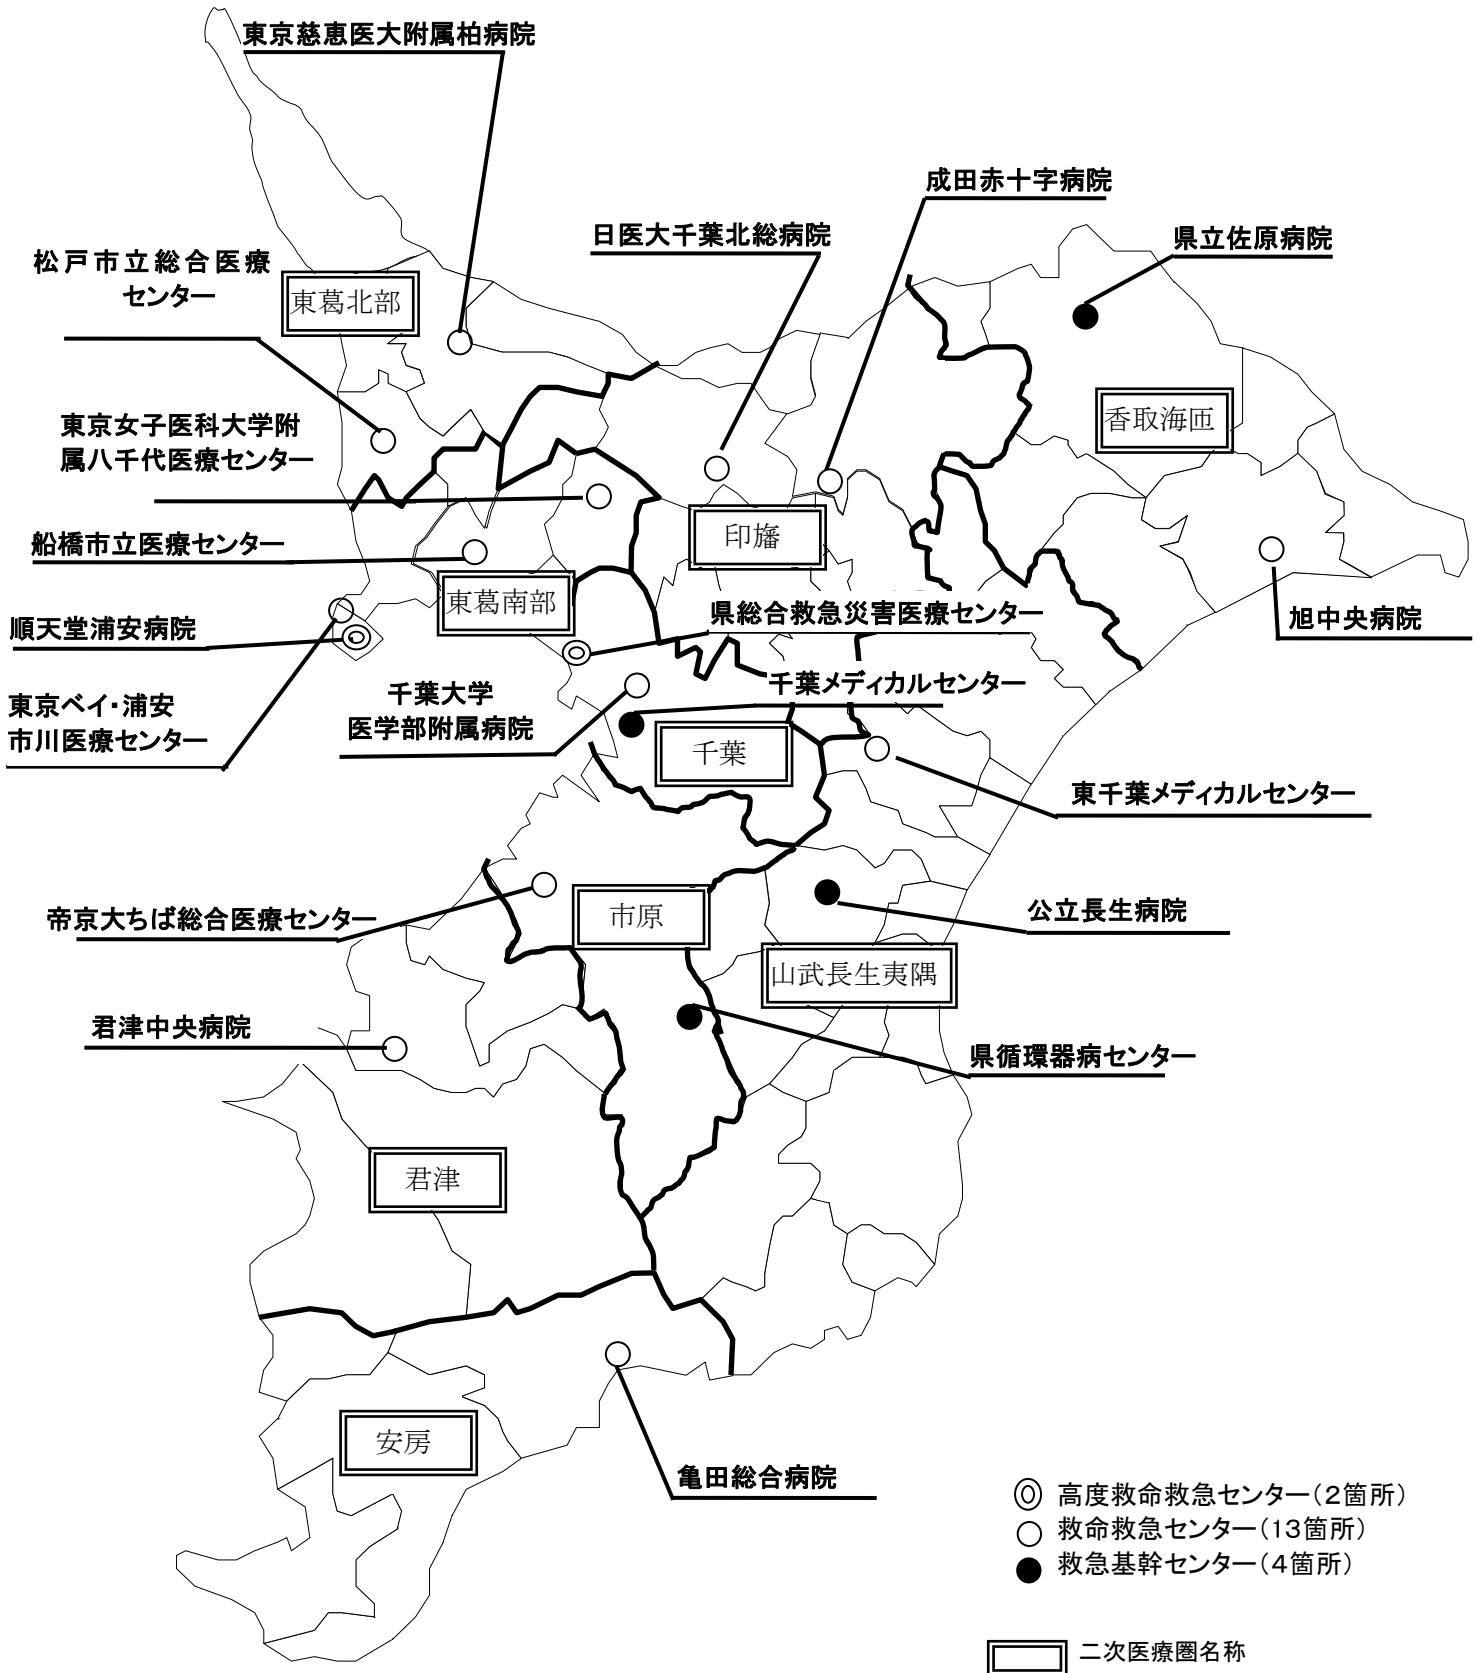 東京慈恵医大附属柏病院
成田赤十字病院
日医大千葉北総病院
県立佐原病院
松戸市立総合医療
センター
東葛北部
香取海匝
東京女子医科大学附
属八千代医療センター
印旛
船橋市立医療センター
東葛南部
県総合救急災害医療センター
旭中央病院
順天堂浦安病院
千葉大学
医学部附属病院
千葉メディカルセンター
東京ベイ・浦安
市川医療センター
千葉
東千葉メディカルセンター
帝京大ちば総合医療センター
市原
公立長生病院
山武長生夷隅
君津中央病院
県循環器病センター
君津
安房
亀田総合病院
高度救命救急センター（２箇所）
救命救急センター（13箇所）
救急基幹センター（４箇所）
二次医療圏名称